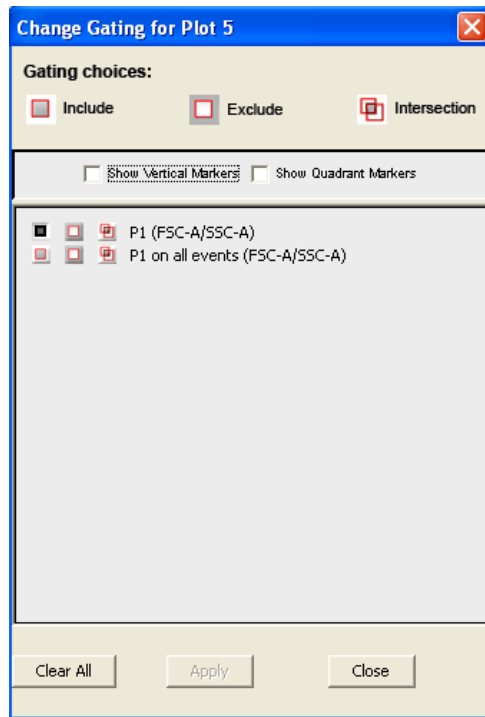 Change Gating for Plot 5
Gating choices:
Include Exclude Intersection
Show Vertical Markers Show Quadrant Markers
P1 (FSC-A/SSC-A)
P1 on all events (FSC-A/SSC-A)
Clear All Apply Close